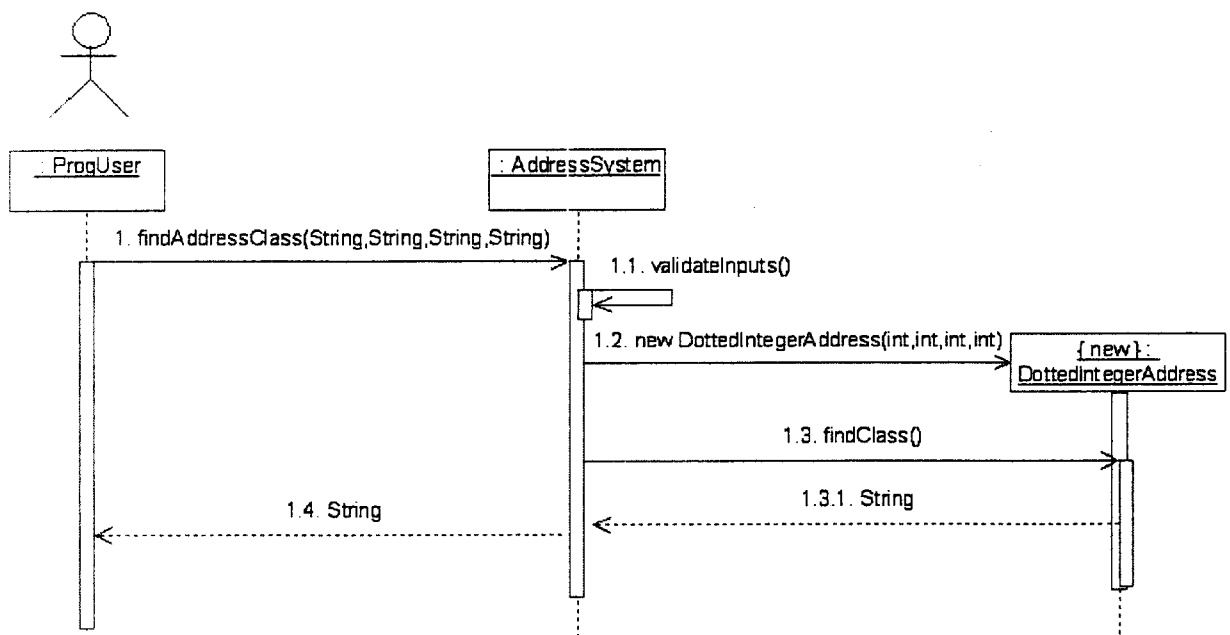 : ProgUser
: AddressSystem
1. findAddressClass(String,String,String,String)
1.1. validateInputs()
1.2. new DottedIntegerAddress(int,int,int,int)
{ new } :
DottedIntegerAddress
1.3. findClass()
1.3.1. String
1.4. String